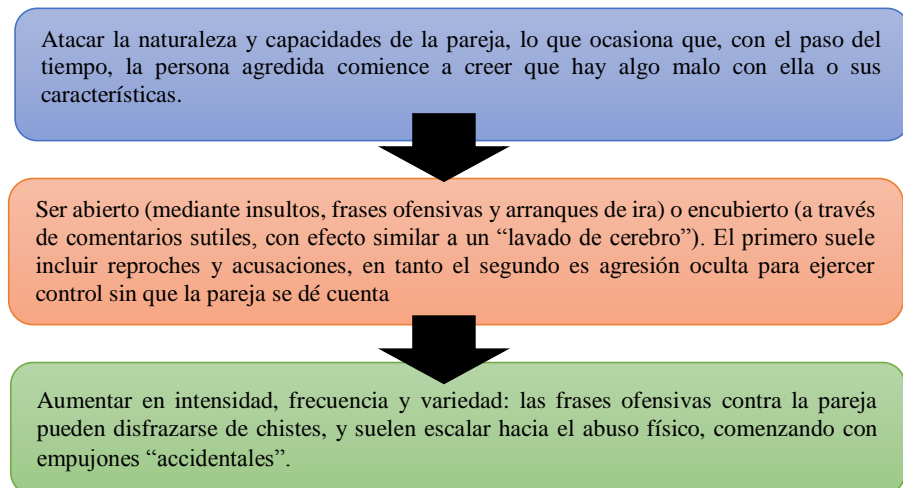 Atacar la naturaleza y capacidades de la pareja, lo que ocasiona que, con el paso del
tiempo, la persona agredida comience a creer que hay algo malo con ella o sus
características.
Ser abierto (mediante insultos, frases ofensivas y arranques de ira) o encubierto (a través
de comentarios sutiles, con efecto similar a un “lavado de cerebro”). El primero suele
incluir reproches y acusaciones, en tanto el segundo es agresión oculta para ejercer
control sin que la pareja se dé cuenta
Aumentar en intensidad, frecuencia y variedad: las frases ofensivas contra la pareja
pueden disfrazarse de chistes, y suelen escalar hacia el abuso físico, comenzando con
empujones “accidentales”.